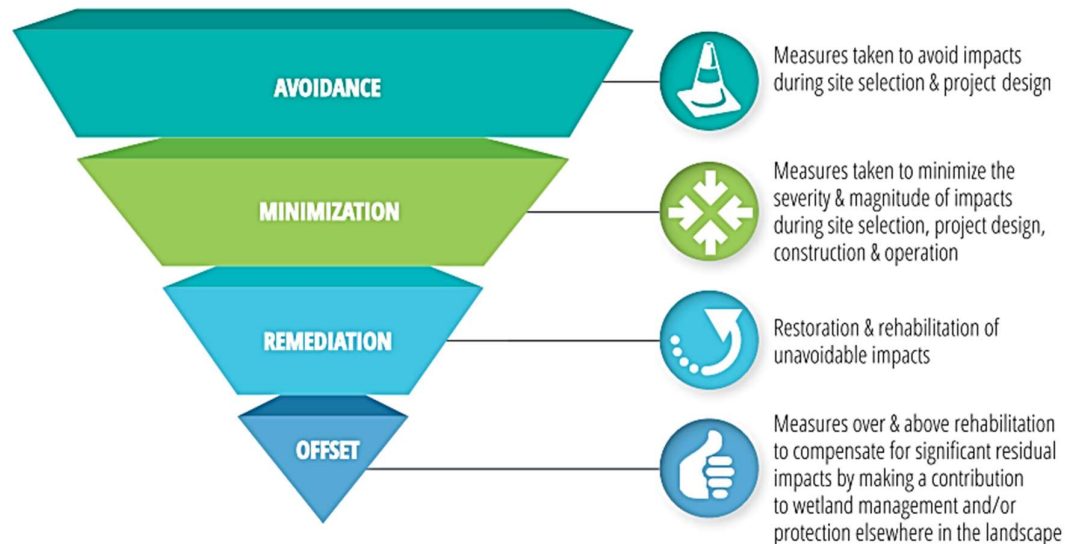 AVOIDANCE
Measures taken to avoid impacts
during site selection & project design
MINIMIZATION
Measures taken to minimize the
severity & magnitude of impacts
during site selection, project design,
construction & operation
REMEDIATION
Restoration & rehabilitation of
unavoidable impacts
OFFSET
Measures over & above rehabilitation
to compensate for significant residual
impacts by making a contribution
to wetland management and/or
protection elsewhere in the landscape